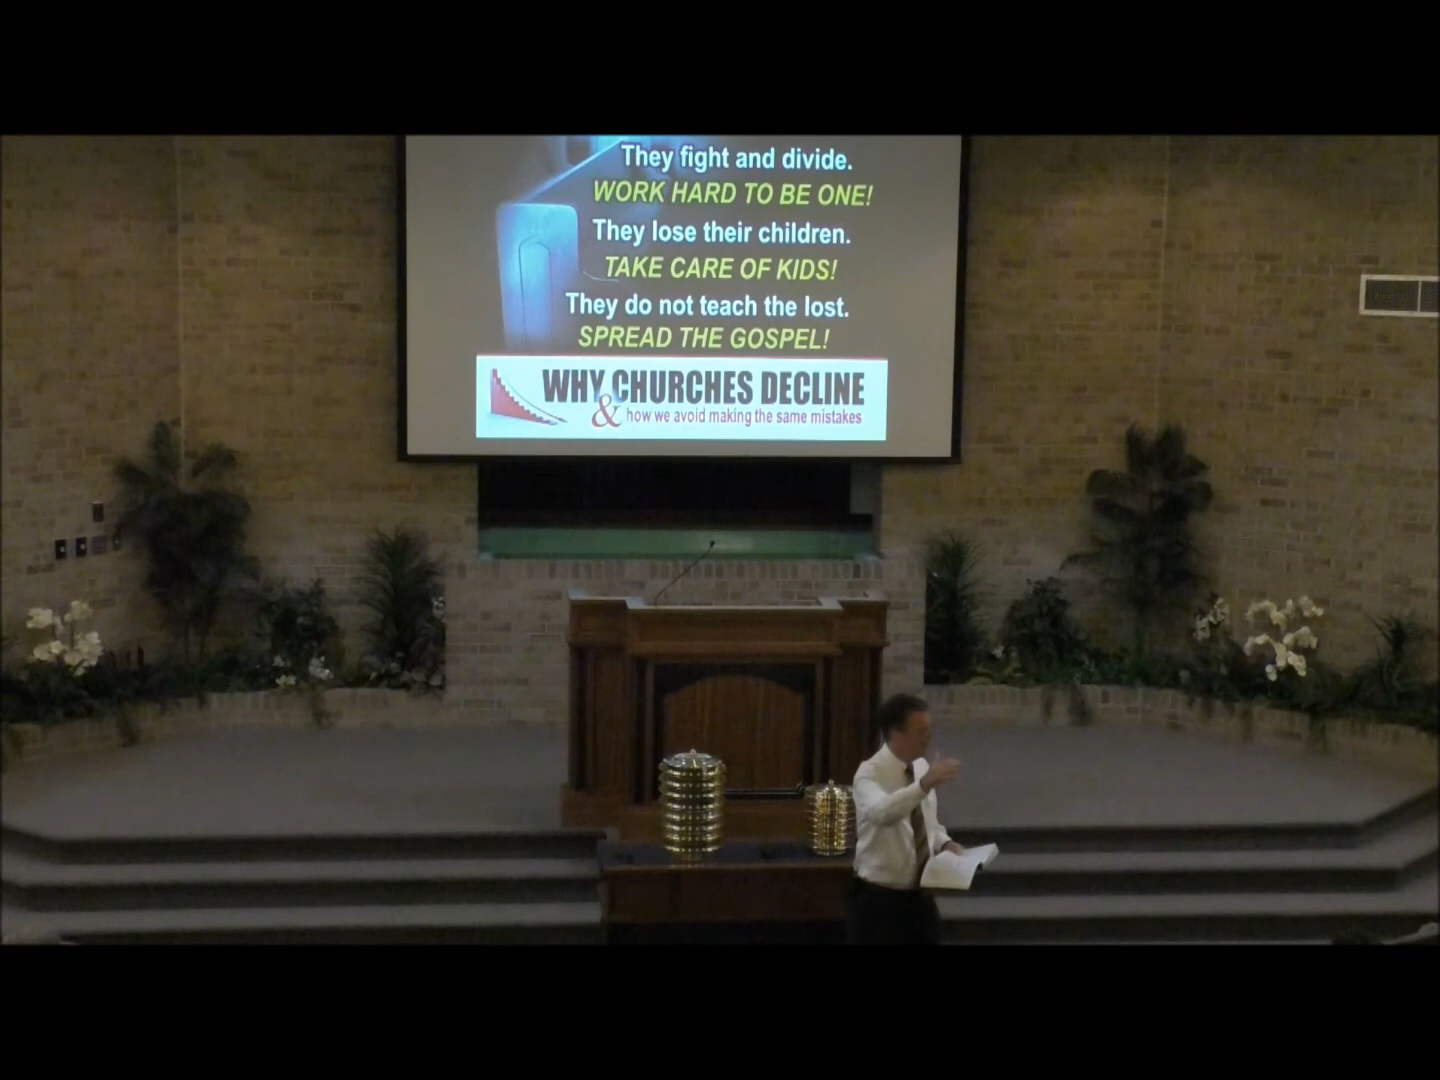 They fight and divide.
WORK HARD TO BE ONE!
They lose their children.
TAKE CARE OF KIDS!
They do not teach the lost.
SPREAD THE GOSPEL!
WHY CHURCHES DECLINE
& how we avoid making the same mistakes